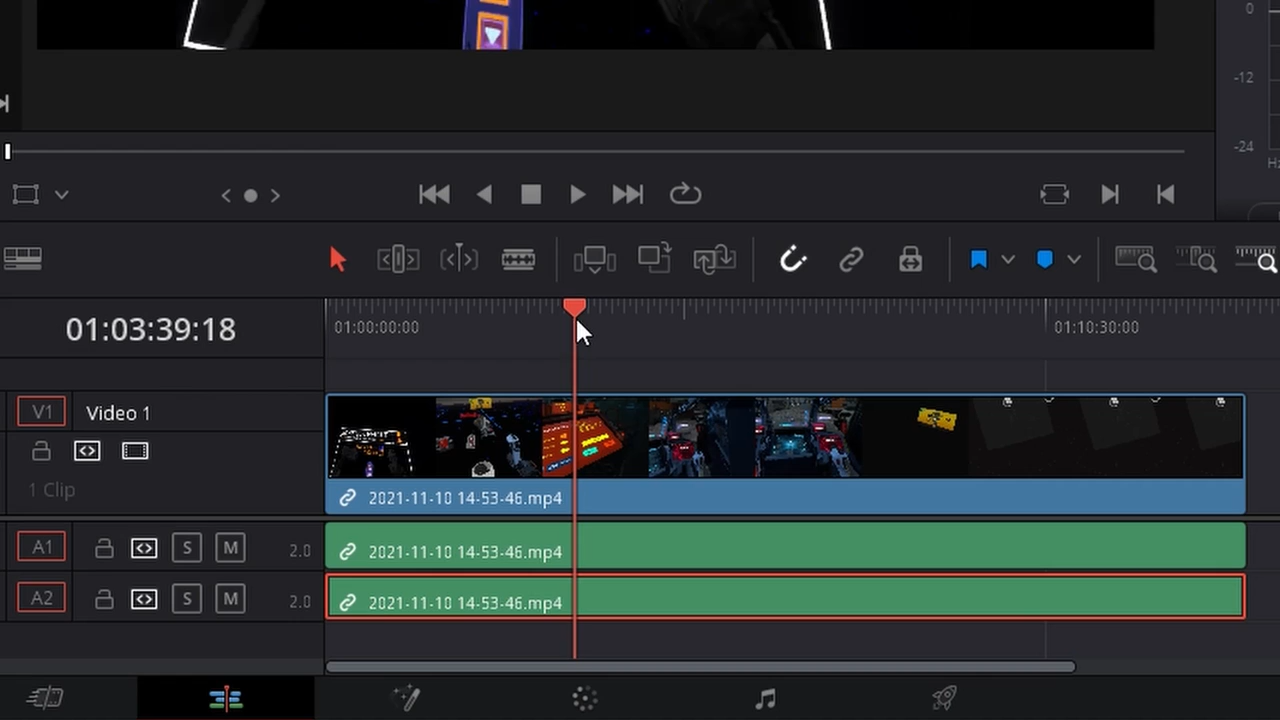 0
-12
-24
01:03:39:18
01:00:00:00
01:10:30:00
V1
Video 1
1 Clip
2021-11-10 14-53-46.mp4
A1
S
M
2.0
2021-11-10 14-53-46.mp4
A2
S
M
2.0
2021-11-10 14-53-46.mp4